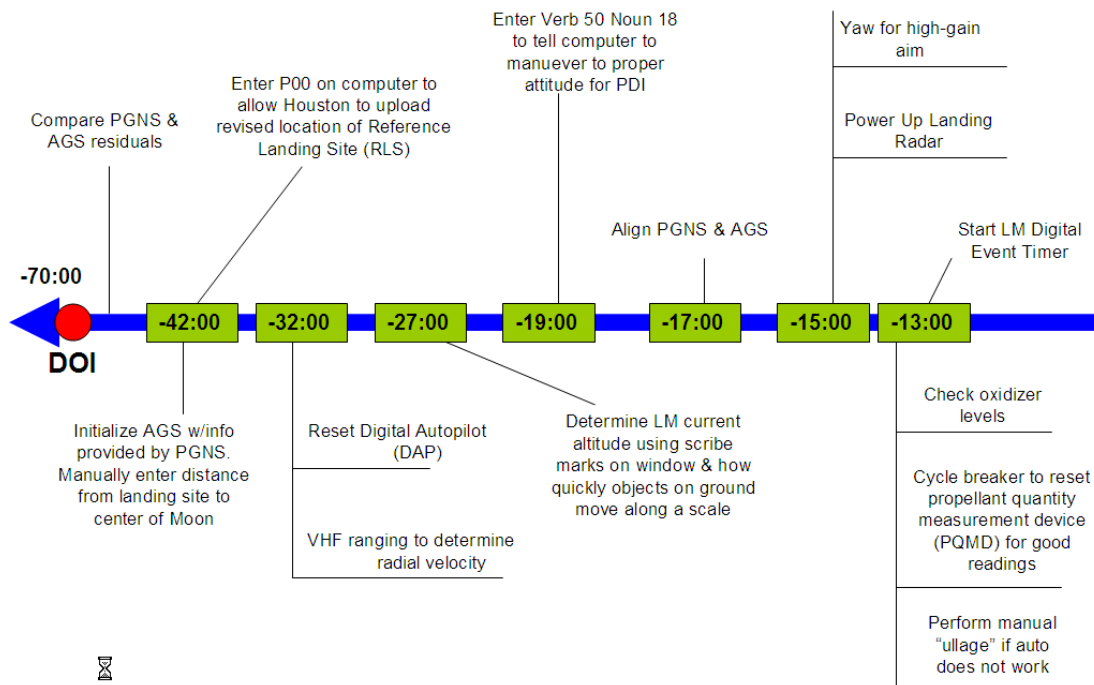 Compare PGNS &
AGS residuals
Enter P00 on computer to
allow Houston to upload
revised location of Reference
Landing Site (RLS)
Enter Verb 50 Noun 18
to tell computer to
manuever to proper
attitude for PDI
Yaw for high-gain
aim
Power Up Landing
Radar
Align PGNS & AGS
Start LM Digital
Event Timer
-70:00
DOI
-42:00
-32:00
-27:00
-19:00
-17:00
-15:00
-13:00
Initialize AGS w/info
provided by PGNS.
Manually enter distance
from landing site to
center of Moon
Reset Digital Autopilot
(DAP)
VHF ranging to determine
radial velocity
Determine LM current
altitude using scribe
marks on window & how
quickly objects on ground
move along a scale
Check oxidizer
levels
Cycle breaker to reset
propellant quantity
measurement device
(PQMD) for good
readings
Perform manual
“ullage” if auto
does not work